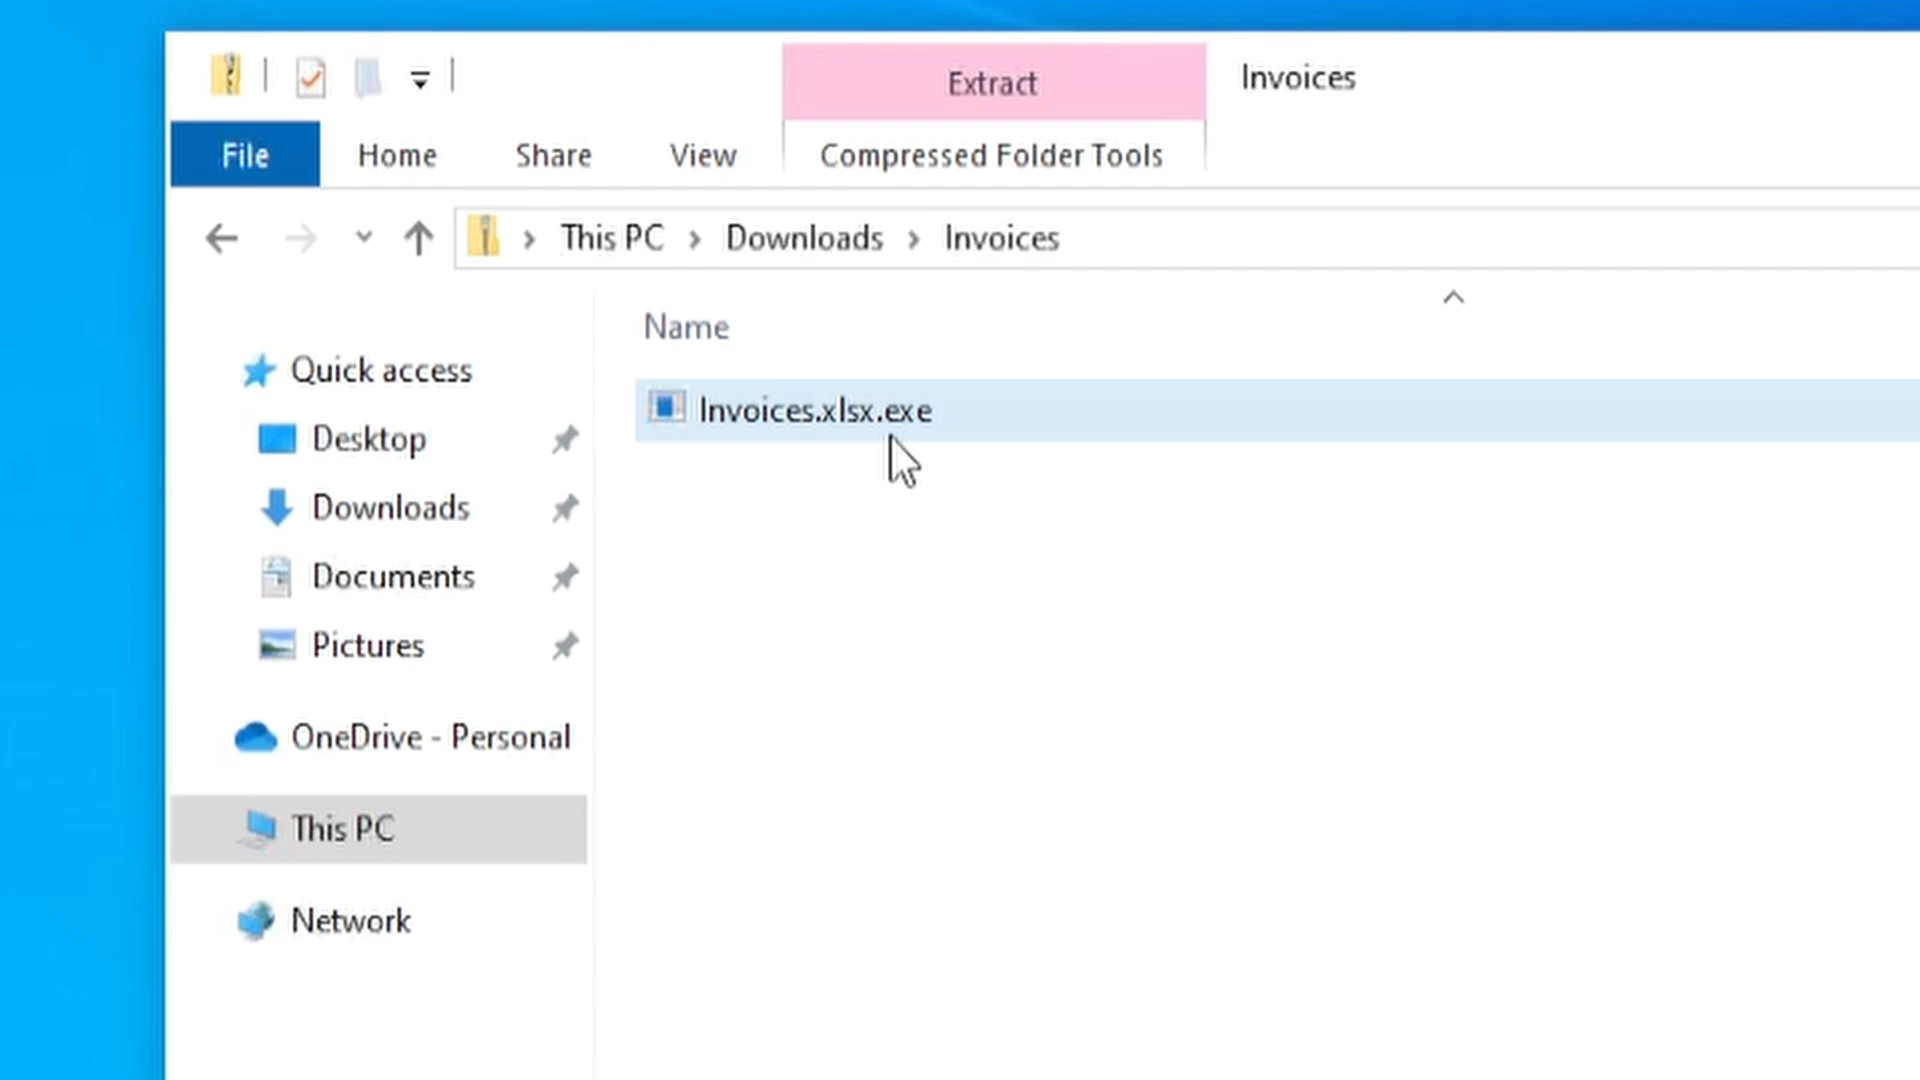 Extract
Invoices
File
Home
Share
View
Compressed Folder Tools
This PC
Downloads
Invoices
Name
Invoices.xlsx.exe
Quick access
Desktop
Downloads
Documents
Pictures
OneDrive - Personal
This PC
Network